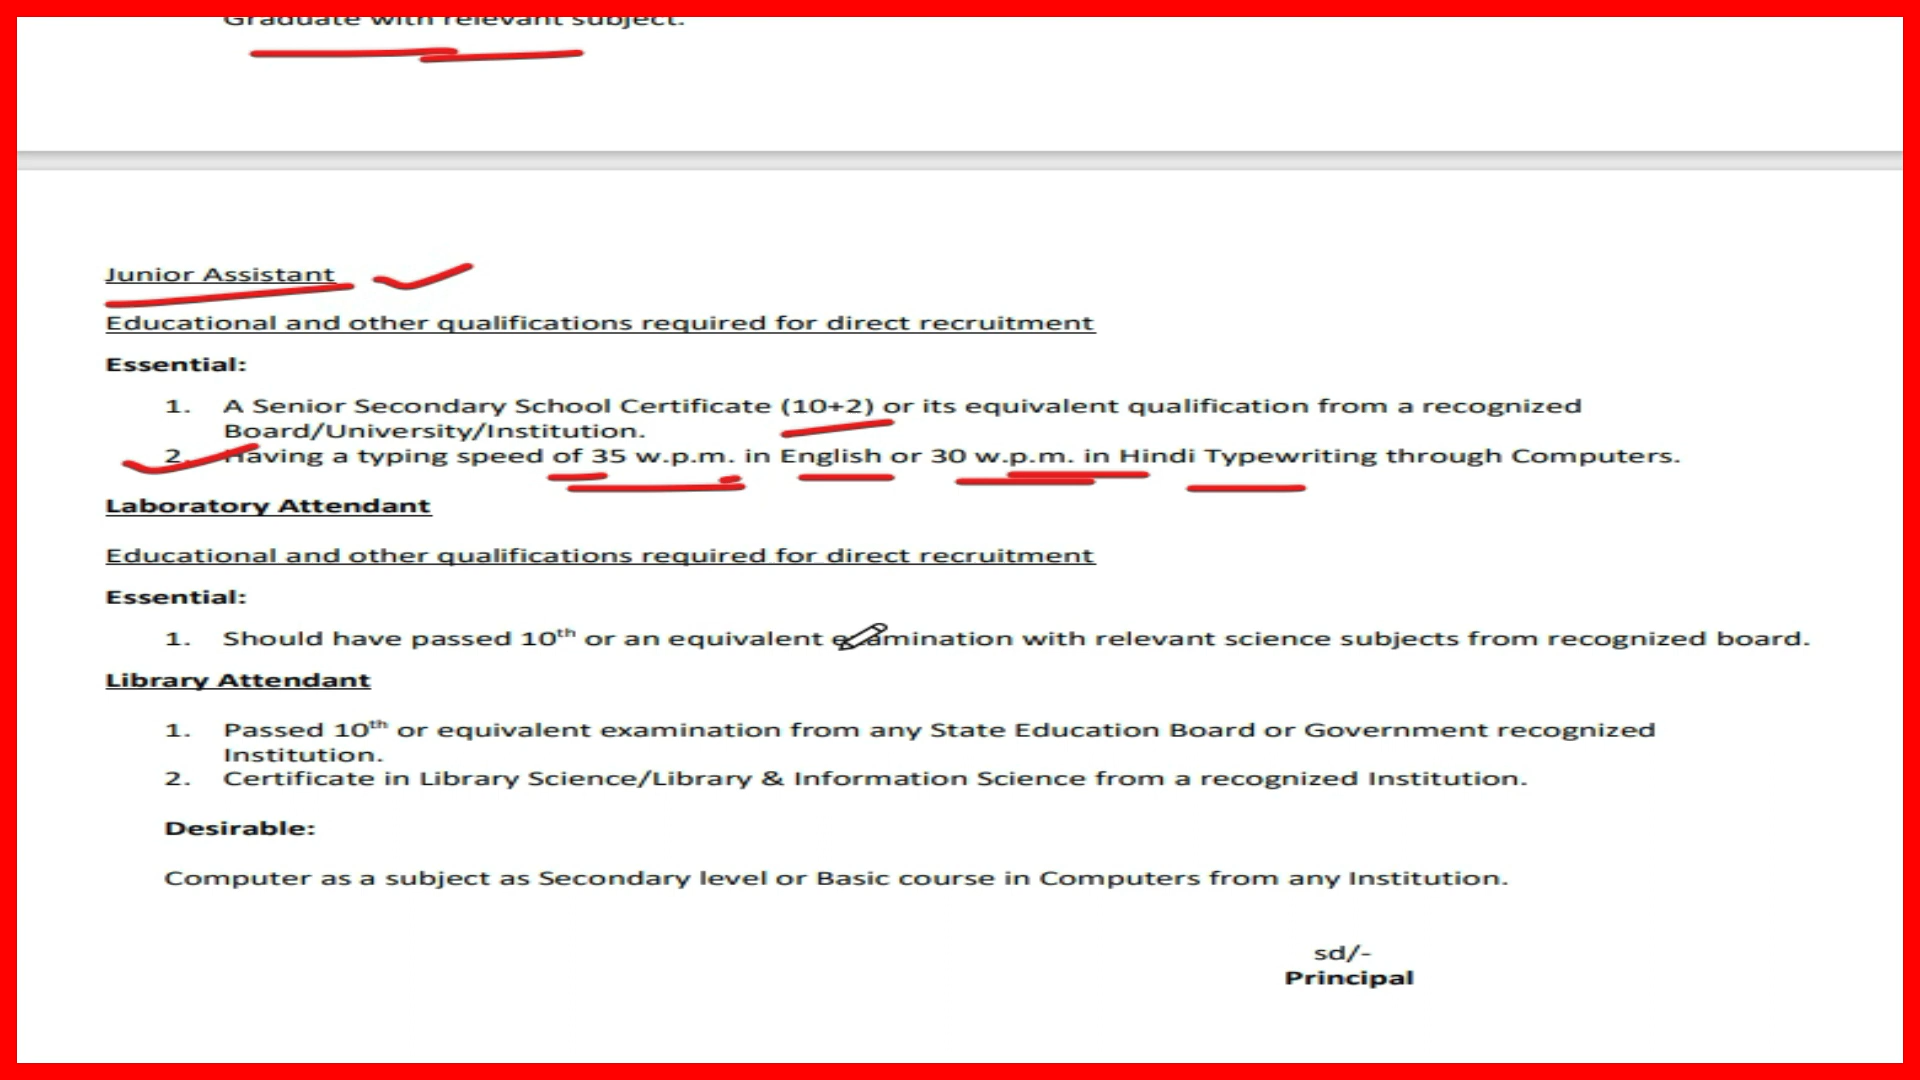 Graduate with relevant subject.
Junior Assistant
Educational and other qualifications required for direct recruitment
Essential:
1. A Senior Secondary School Certificate (10+2) or its equivalent qualification from a recognized
Board/University/Institution.
2. Having a typing speed of 35 w.p.m. in English or 30 w.p.m. in Hindi Typewriting through Computers.
Laboratory Attendant
Educational and other qualifications required for direct recruitment
Essential:
1. Should have passed 10th or an equivalent examination with relevant science subjects from recognized board.
Library Attendant
1. Passed 10th or equivalent examination from any State Education Board or Government recognized
Institution.
2. Certificate in Library Science/Library & Information Science from a recognized Institution.
Desirable:
Computer as a subject as Secondary level or Basic course in Computers from any Institution.
sd/-
Principal